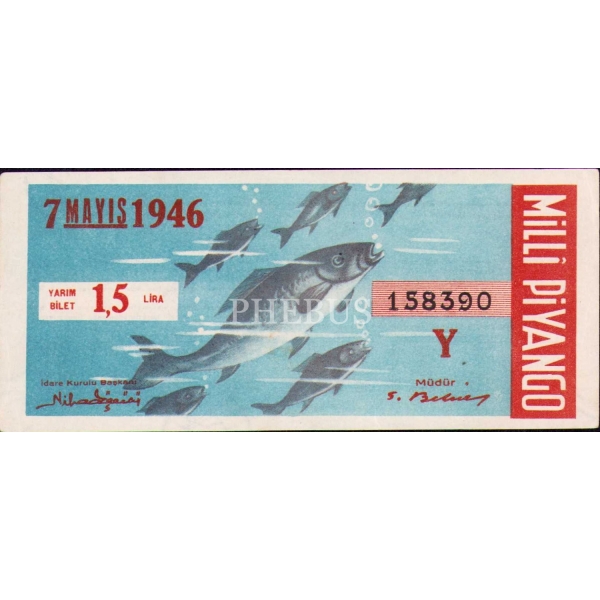 7 MAYIS 1946
YARIM
BİLET
1,5
LİRA
PHEBUS
158390
Y
İdare Kurulu Başkanı
Müdür
MİLLÎ PİYANGO